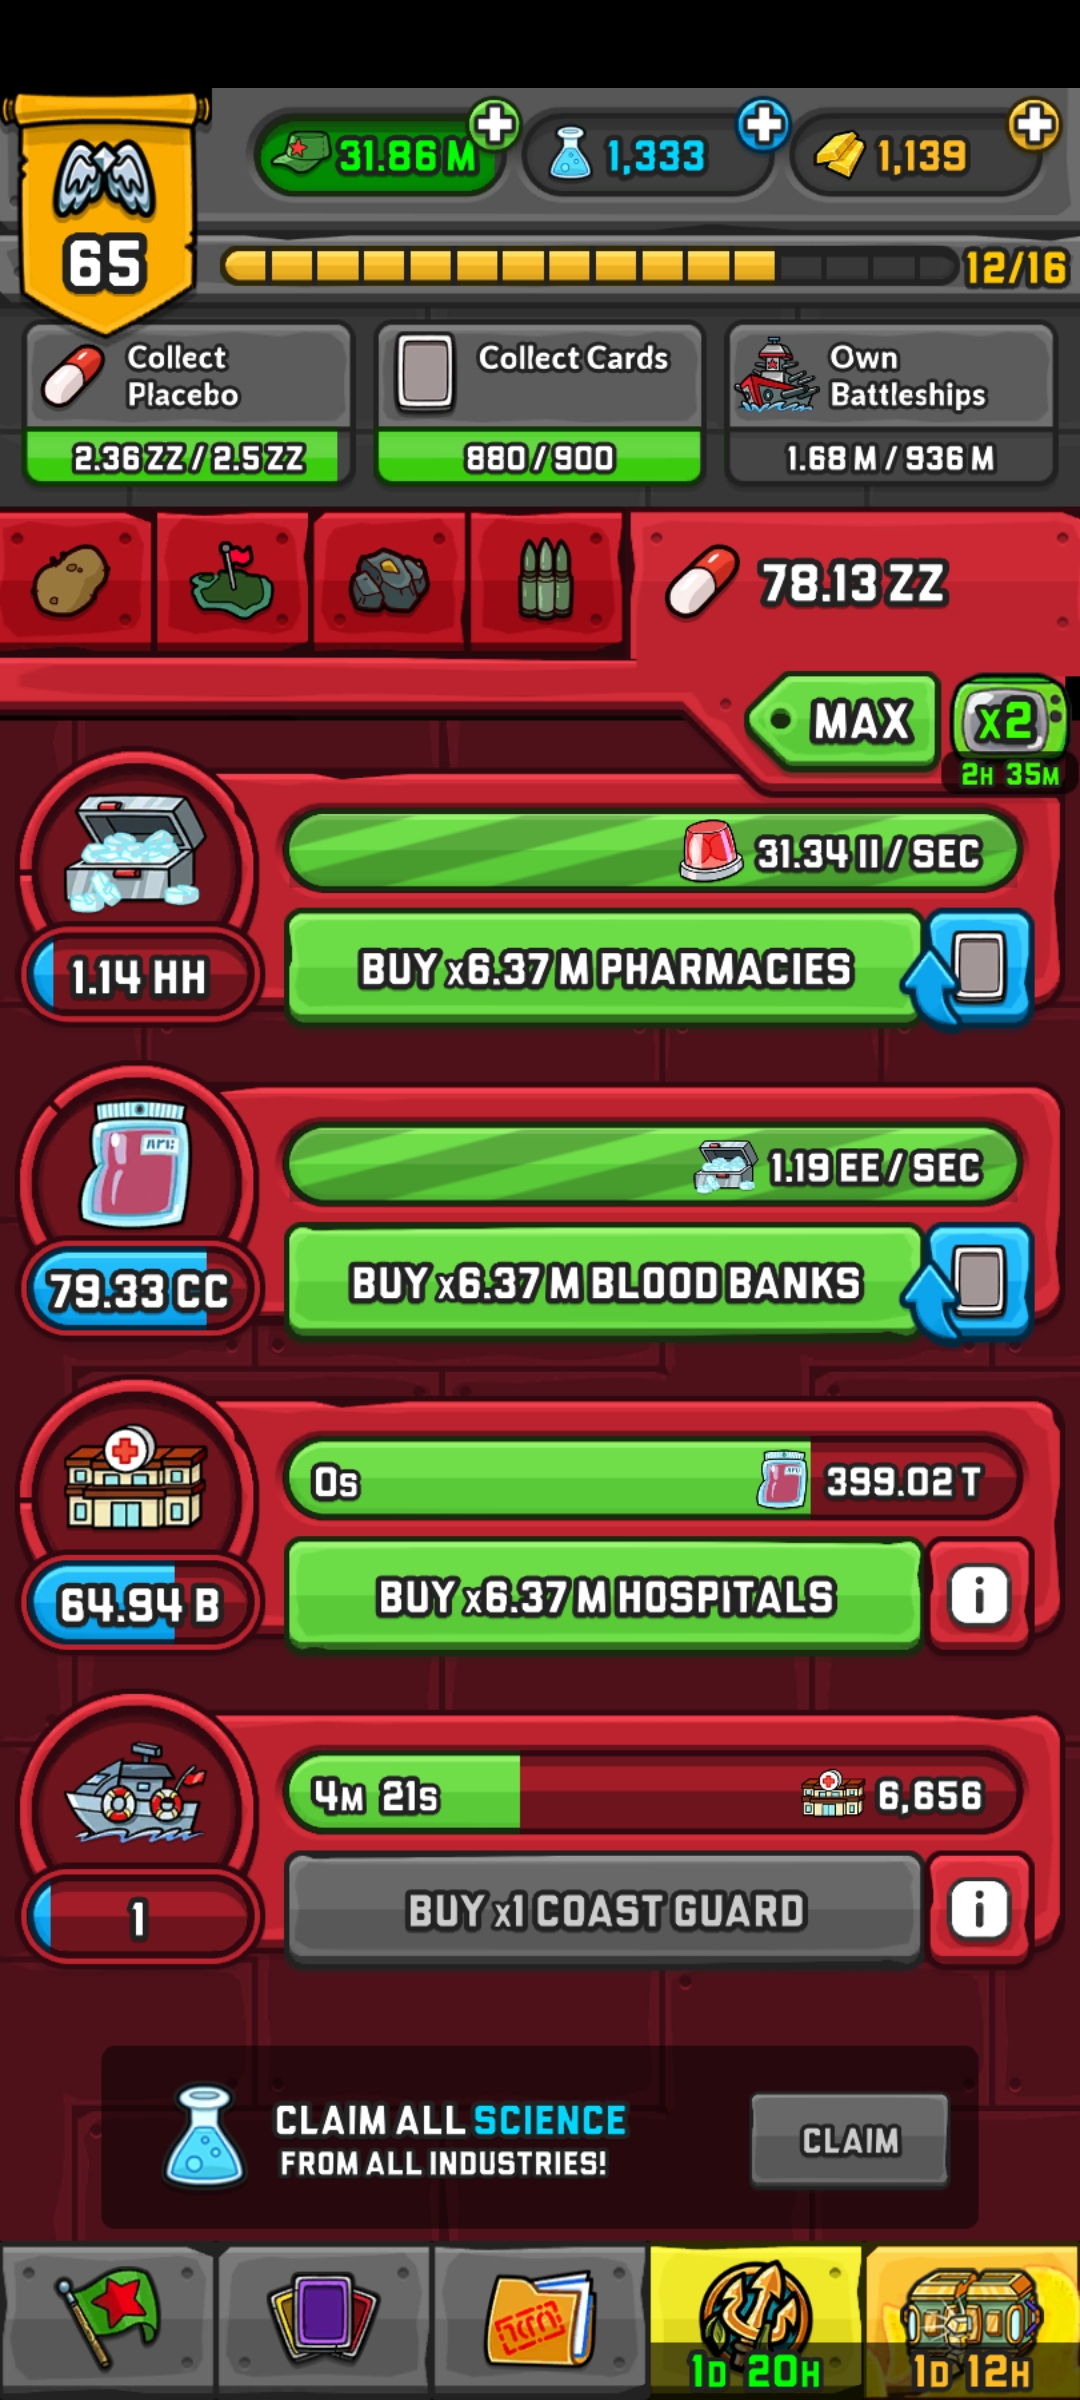 31.86 M
1,333
1,139
65
12/16
Collect
Placebo
2.36 ZZ / 2.5 ZZ
Collect Cards
880 / 900
Own
Battleships
1.68 M / 936 M
78.13 ZZ
MAX
x2
2H 35M
31.34 II / SEC
1.14 HH
BUY x6.37 M PHARMACIES
1.19 EE / SEC
79.33 CC
BUY x6.37 M BLOOD BANKS
0s
399.02 T
64.94 B
BUY x6.37 M HOSPITALS
i
4M 21s
6,656
1
BUY x1 COAST GUARD
i
CLAIM ALL SCIENCE
FROM ALL INDUSTRIES!
CLAIM
1D 20H
1D 12H